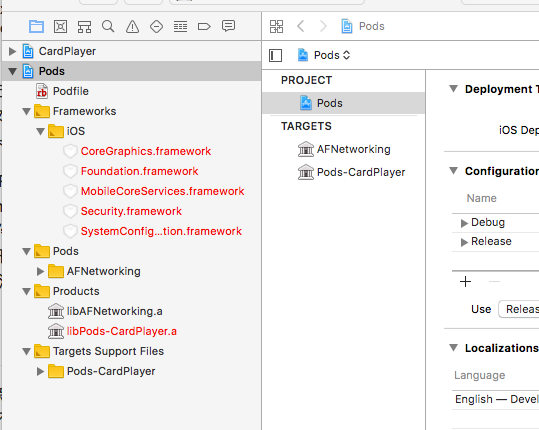 Pods
CardPlayer
Pods
Podfile
Frameworks
iOS
CoreGraphics.framework
Foundation.framework
MobileCoreServices.framework
Security.framework
SystemConfig...tion.framework
Pods
AFNetworking
Products
libAFNetworking.a
libPods-CardPlayer.a
Targets Support Files
Pods-CardPlayer
Pods
PROJECT
Pods
TARGETS
AFNetworking
Pods-CardPlayer
Deployment T
iOS Dep
Configuration
Name
Debug
Release
Use Relea
Localizations
Language
English — Devel